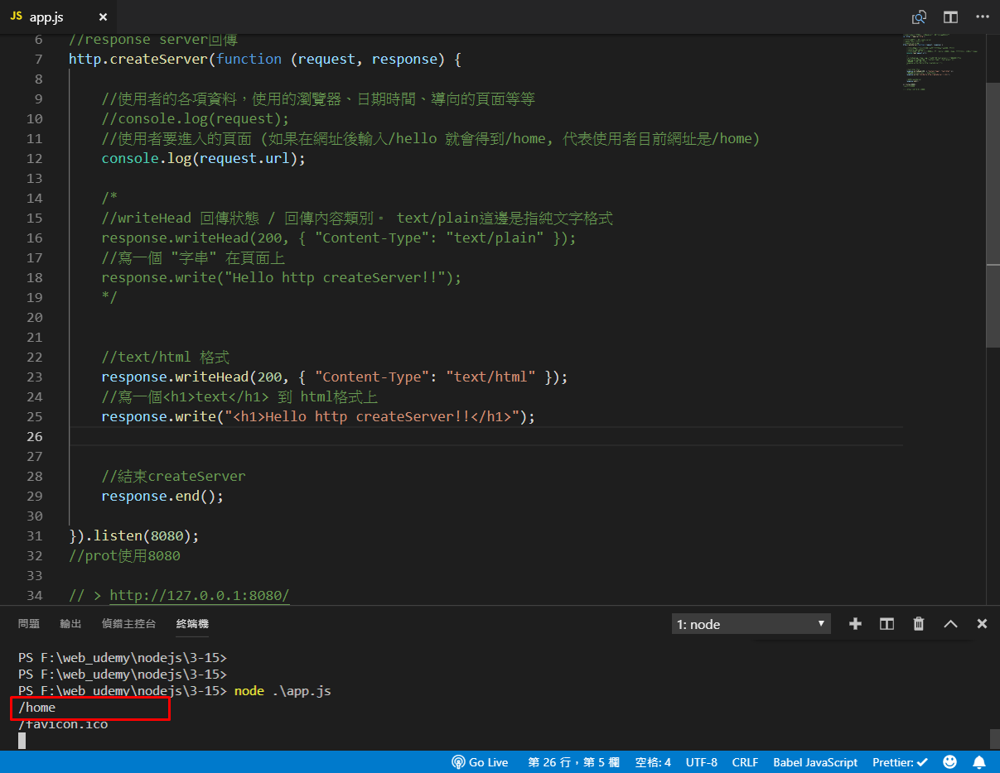 JS app.js ×
6 //response server回傳
7 http.createServer(function (request, response) {
8
9 //使用者的各項資料，使用的瀏覽器、日期時間、導向的頁面等等
10 //console.log(request);
11 //使用者要進入的頁面 (如果在網址後輸入/hello 就會得到/home, 代表使用者目前網址是/home)
12 console.log(request.url);
13
14 /*
15 //writeHead 回傳狀態 / 回傳內容類別。 text/plain這邊是指純文字格式
16 response.writeHead(200, { "Content-Type": "text/plain" });
17 //寫一個 "字串" 在頁面上
18 response.write("Hello http createServer!!");
19 */
20
21
22 //text/html 格式
23 response.writeHead(200, { "Content-Type": "text/html" });
24 //寫一個<h1>text</h1> 到 html格式上
25 response.write("<h1>Hello http createServer!!</h1>");
26
27
28 //結束createServer
29 response.end();
30
31 }).listen(8080);
32 //prot使用8080
33
34 // > http://127.0.0.1:8080/
問題 輸出 偵錯主控台 終端機 1: node
PS F:\web_udemy\nodejs\3-15>
PS F:\web_udemy\nodejs\3-15>
PS F:\web_udemy\nodejs\3-15> node .\app.js
/home
/favicon.ico
Go Live 第 26 行，第 5 欄 空格: 4 UTF-8 CRLF Babel JavaScript Prettier: ✓